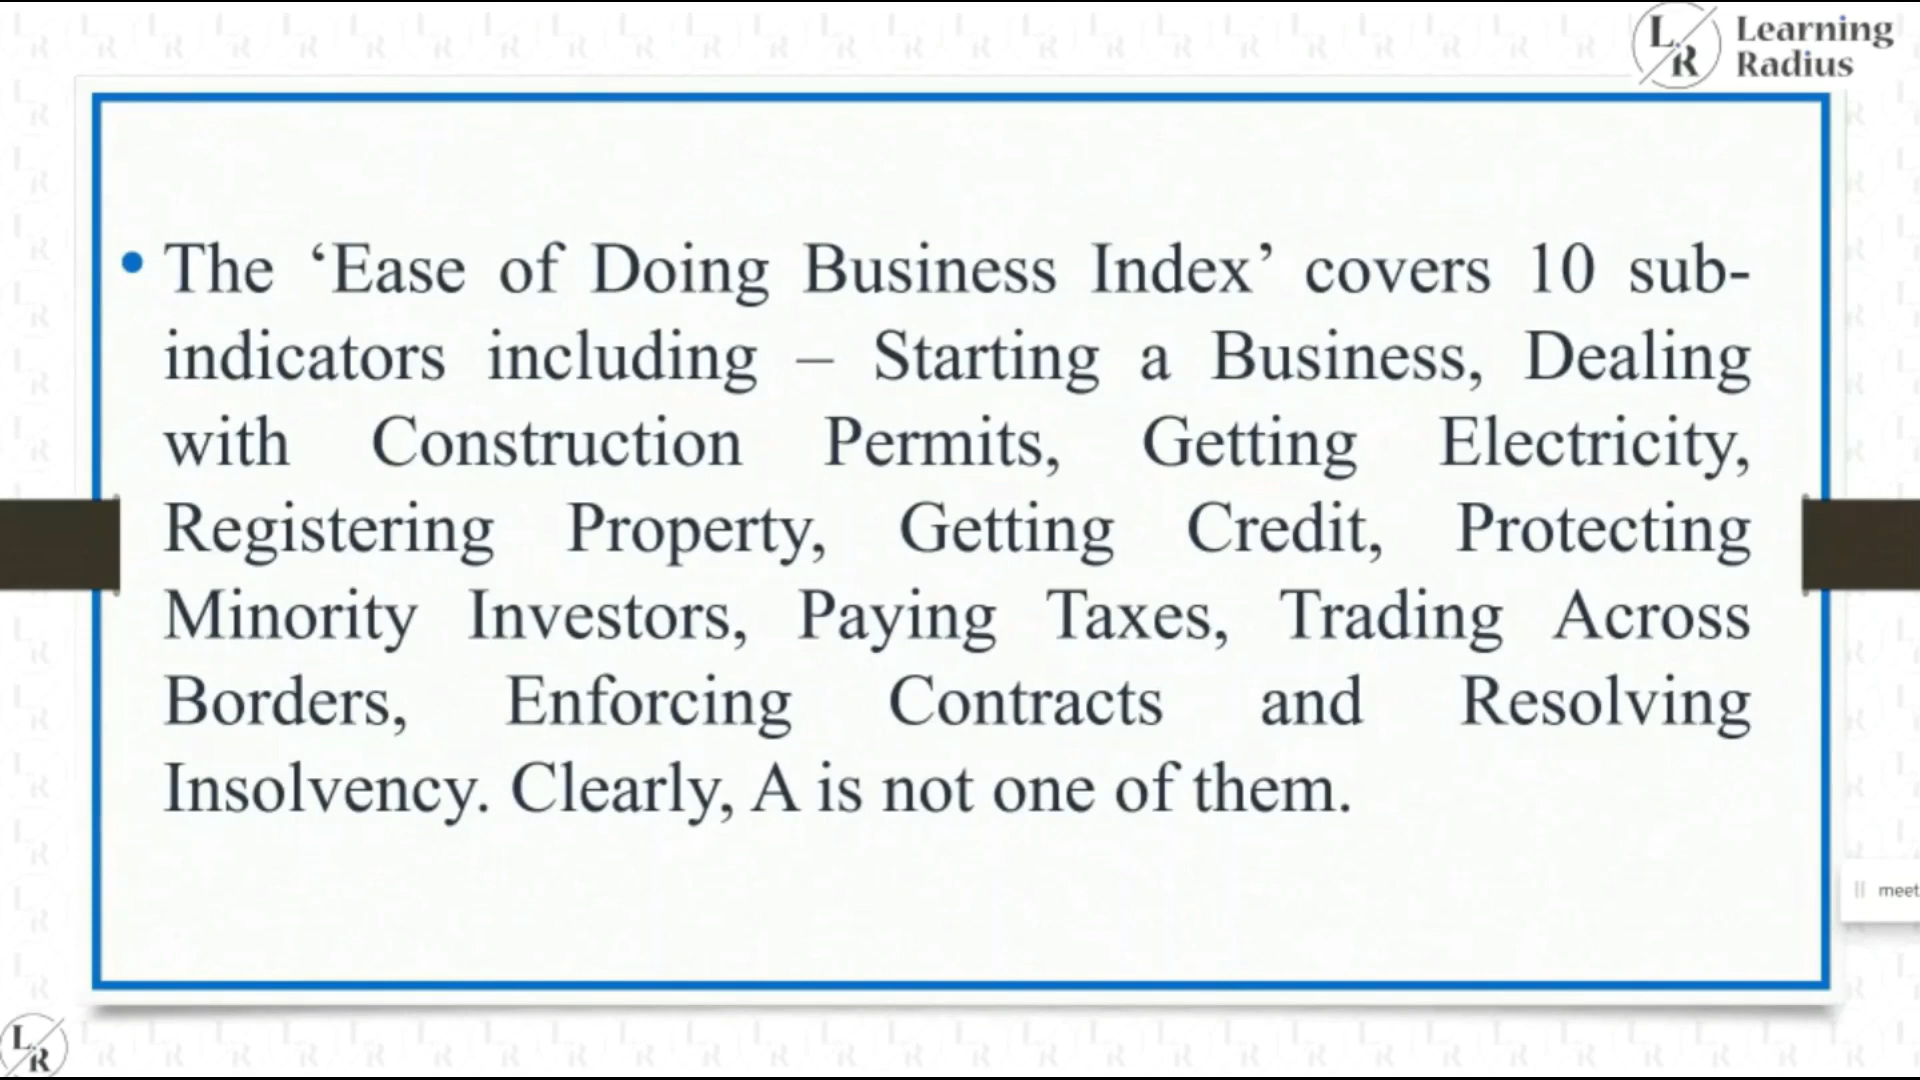 Learning
Radius
• The ‘Ease of Doing Business Index’ covers 10 sub-
indicators including – Starting a Business, Dealing
with Construction Permits, Getting Electricity,
Registering Property, Getting Credit, Protecting
Minority Investors, Paying Taxes, Trading Across
Borders, Enforcing Contracts and Resolving
Insolvency. Clearly, A is not one of them.
|| meet
LR